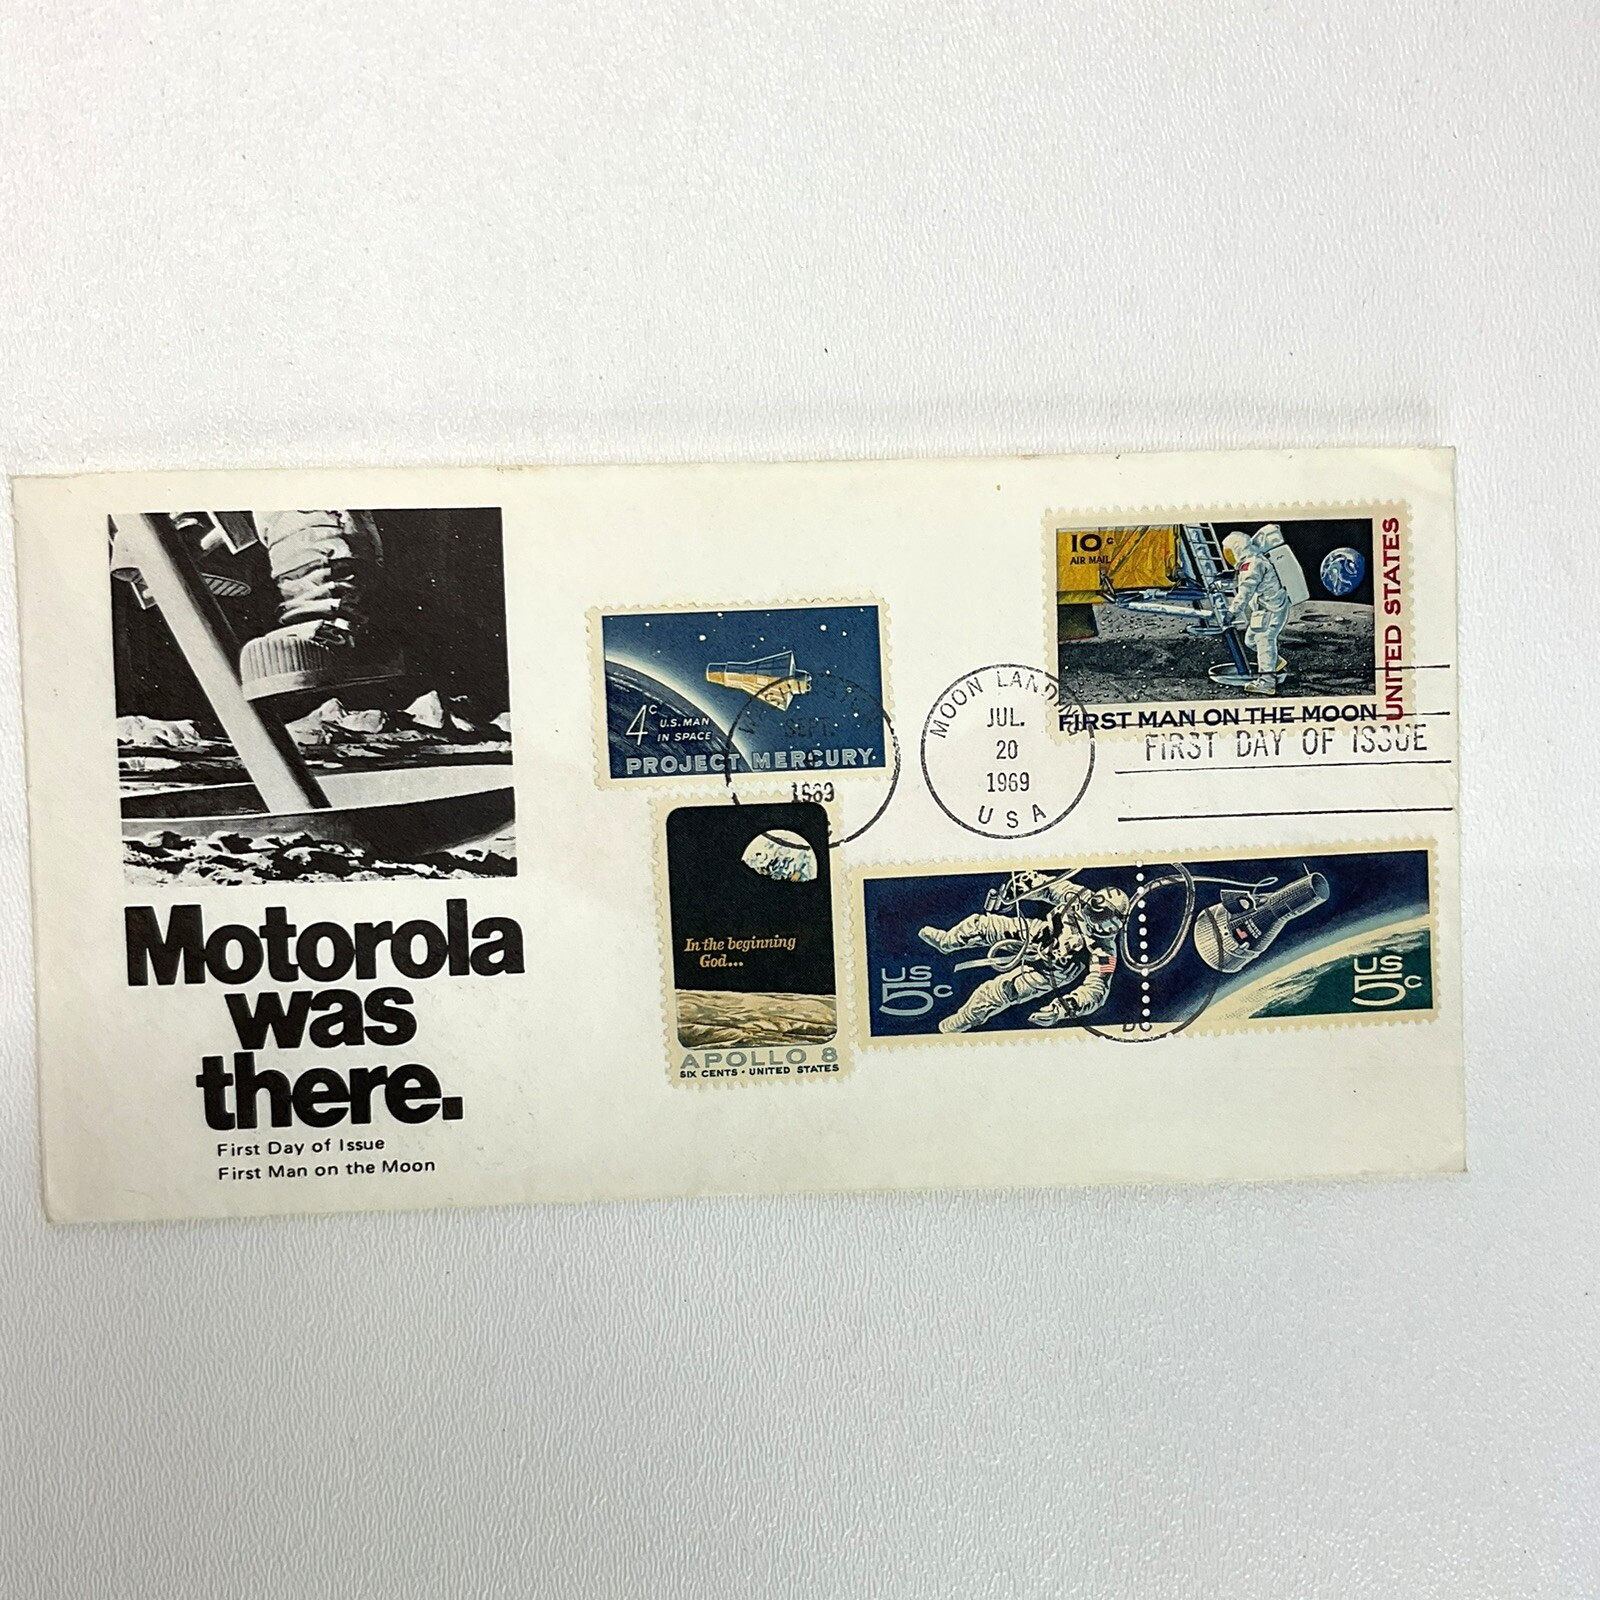 Motorola
was
there.
First Day of Issue
First Man on the Moon
4c
U.S. MAN
IN SPACE
PROJECT MERCURY
SEPT.
1969
In the beginning
God...
APOLLO 8
SIX CENTS • UNITED STATES
MOON LANDING
JUL.
20
1969
USA
10c
AIR MAIL
UNITED STATES
FIRST MAN ON THE MOON
FIRST DAY OF ISSUE
US
5c
US
5c
DC